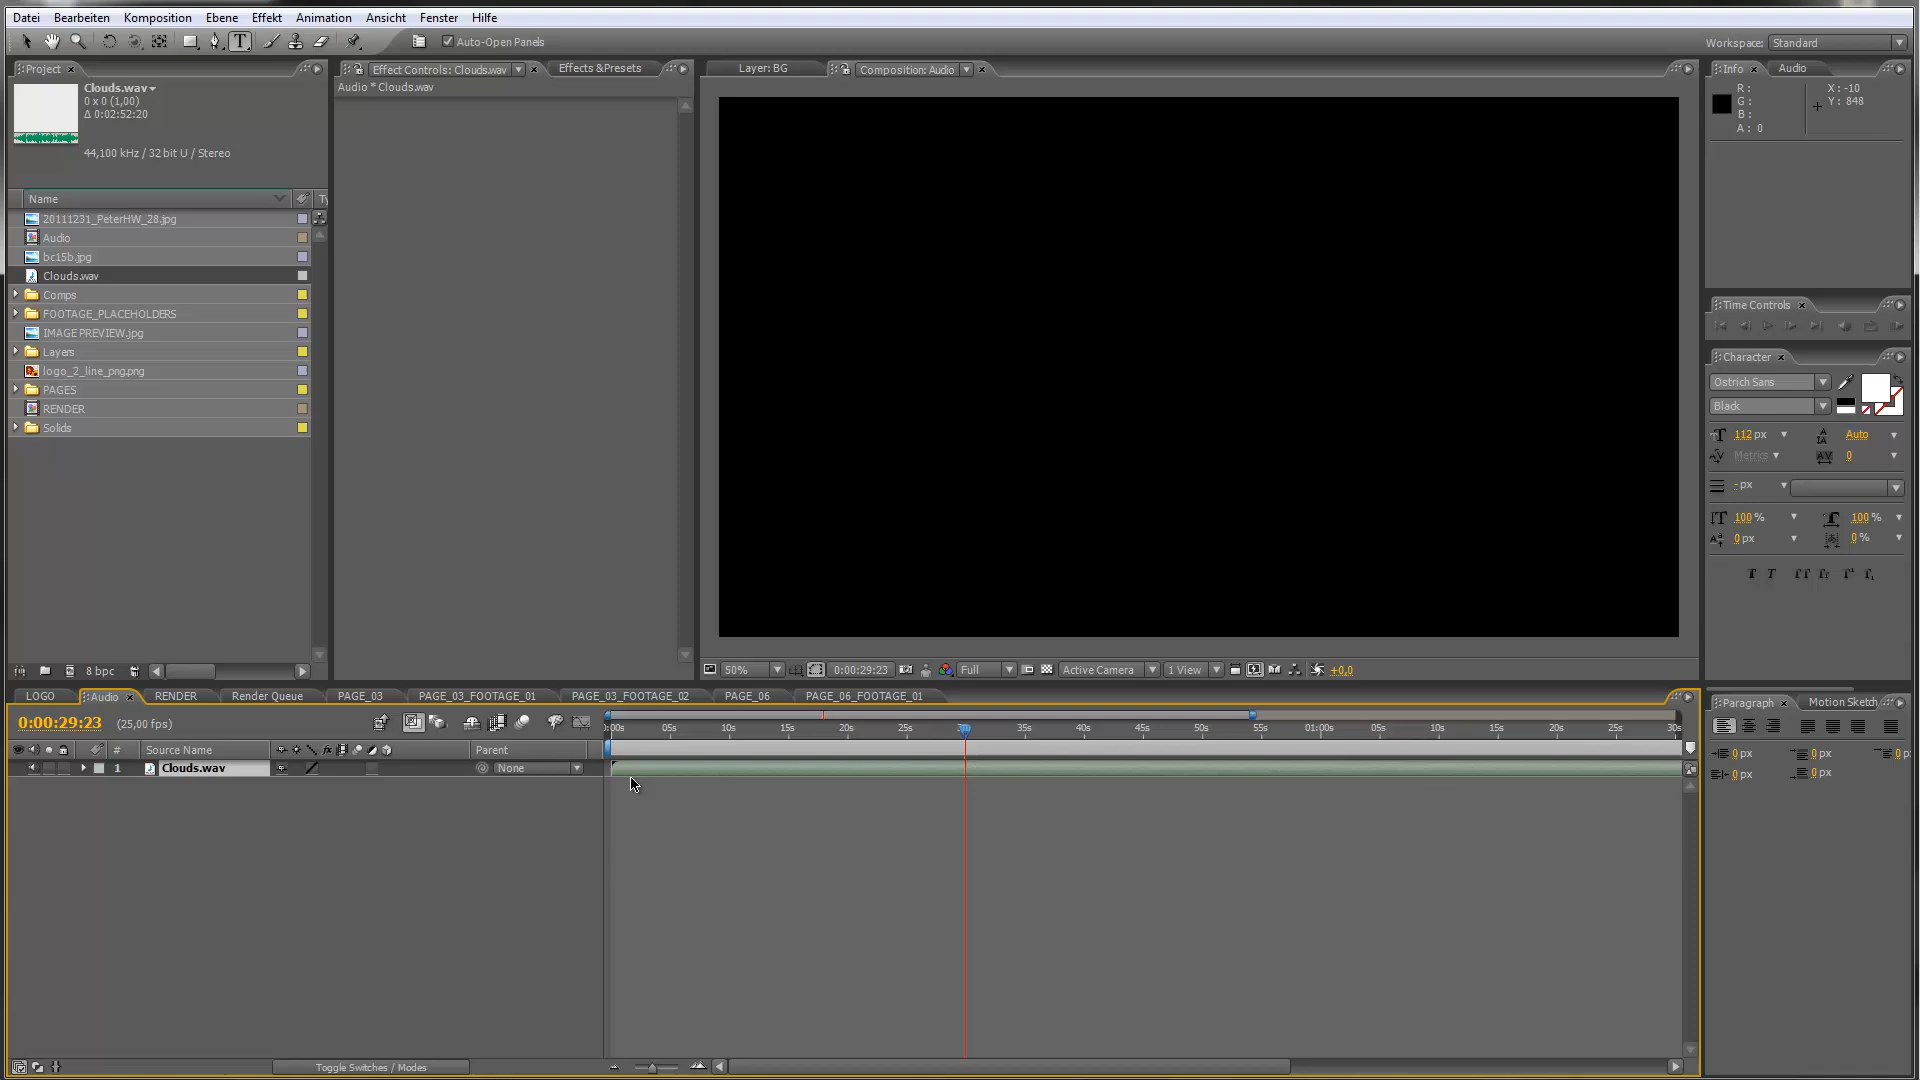 Datei Bearbeiten Komposition Ebene Effekt Animation Ansicht Fenster Hilfe
Auto-Open Panels
Workspace: Standard
Project
Clouds.wav
0 x 0 (1,00)
Δ 0:02:52:20
44,100 kHz / 32 bit U / Stereo
Name
20111231_PeterHW_28.jpg
Audio
bc15b.jpg
Clouds.wav
Comps
FOOTAGE_PLACEHOLDERS
IMAGE PREVIEW.jpg
Layers
logo_2_line_png.png
PAGES
RENDER
Solids
8 bpc
Effect Controls: Clouds.wav
Effects & Presets
Audio * Clouds.wav
Layer: BG
Composition: Audio
50%
0:00:29:23
Full
Active Camera
1 View
+0,0
Info
Audio
R :
G :
B :
A : 0
X : -10
Y : 848
Time Controls
Character
Ostrich Sans
Black
112 px
Auto
Metrics
0
- px
100 %
100 %
0 px
0 %
LOGO Audio RENDER Render Queue PAGE_03 PAGE_03_FOOTAGE_01 PAGE_03_FOOTAGE_02 PAGE_06 PAGE_06_FOOTAGE_01
0:00:29:23 (25,00 fps)
# Source Name Parent
1 Clouds.wav None
):00s 05s 10s 15s 20s 25s 35s 40s 45s 50s 55s 01:00s 05s 10s 15s 20s 25s 30s
Toggle Switches / Modes
Paragraph
Motion Sketch
0 px 0 px 0 p
0 px 0 px